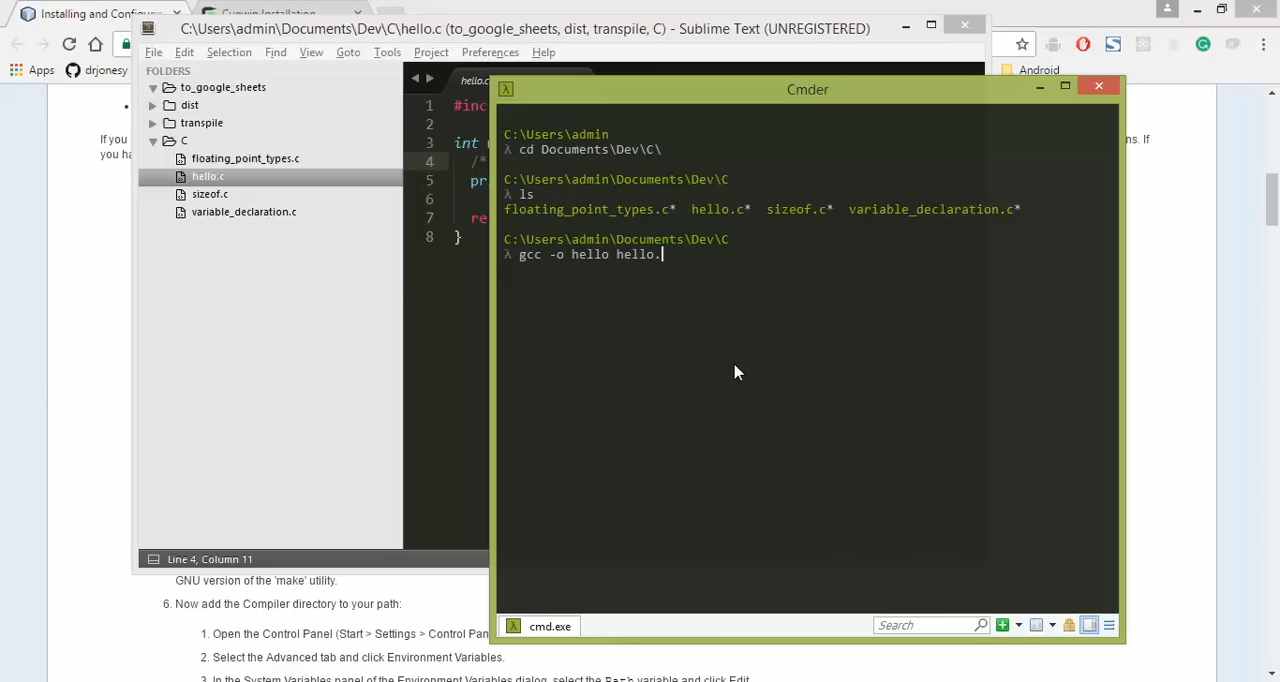 Installing and Configu
Cygwin Installation
C:\Users\admin\Documents\Dev\C\hello.c (to_google_sheets, dist, transpile, C) - Sublime Text (UNREGISTERED)
File Edit Selection Find View Goto Tools Project Preferences Help
Apps drjonesy
Android
FOLDERS
to_google_sheets
dist
transpile
C
floating_point_types.c
hello.c
sizeof.c
variable_declaration.c
hello.c
1 #inc
2
3 int
4 /*
5 pr
6
7 re
8 }
Line 4, Column 11
If you
you ha
ns. If
Cmder
C:\Users\admin
λ cd Documents\Dev\C\
C:\Users\admin\Documents\Dev\C
λ ls
floating_point_types.c* hello.c* sizeof.c* variable_declaration.c*
C:\Users\admin\Documents\Dev\C
λ gcc -o hello hello.
cmd.exe
Search
GNU version of the 'make' utility.
6. Now add the Compiler directory to your path:
1. Open the Control Panel (Start > Settings > Control Pan
2. Select the Advanced tab and click Environment Variables.
3. In the System Variables panel of the Environment Variables dialog, select the Path variable and click Edit.